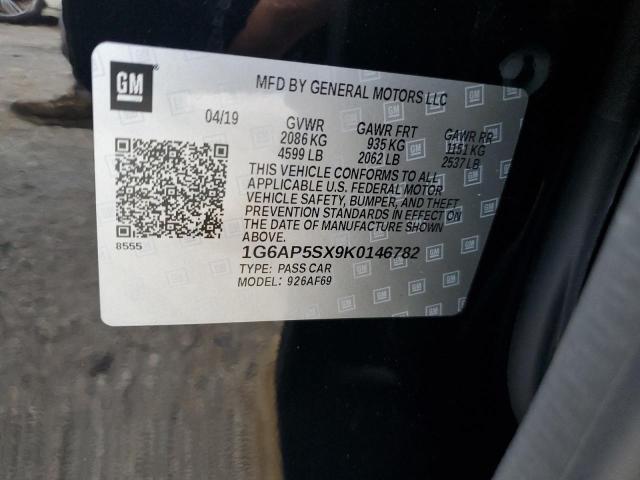 GM
MFD BY GENERAL MOTORS LLC
04/19 GVWR GAWR FRT GAWR RR
2086 KG 935 KG 1151 KG
4599 LB 2062 LB 2537 LB
THIS VEHICLE CONFORMS TO ALL
APPLICABLE U.S. FEDERAL MOTOR
VEHICLE SAFETY, BUMPER, AND THEFT
PREVENTION STANDARDS IN EFFECT ON
THE DATE OF MANUFACTURE SHOWN
ABOVE.
8555
1G6AP5SX9K0146782
TYPE: PASS CAR
MODEL: 926AF69